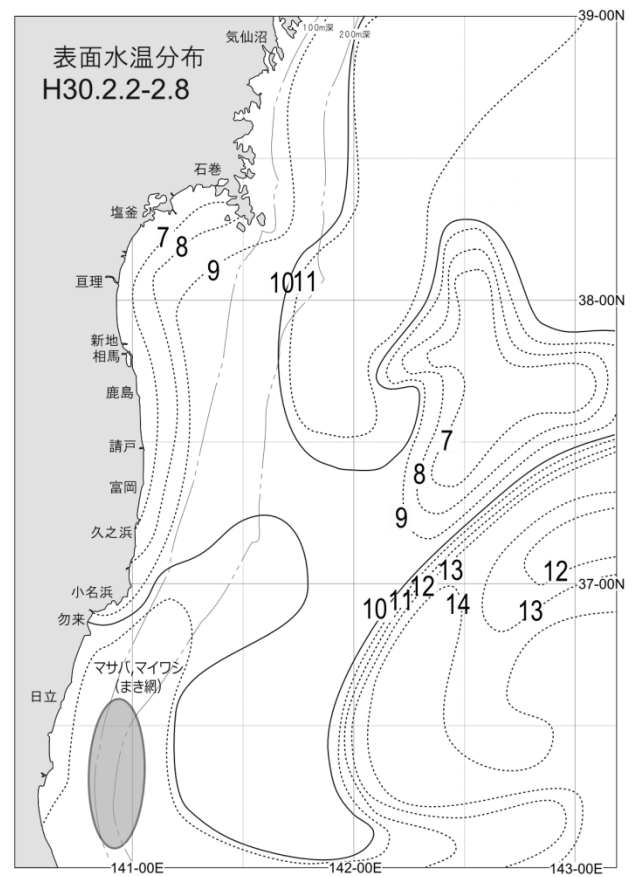 39-00N
気仙沼
100m深
200m深
表面水温分布
H30.2.2-2.8
石巻
塩釜
7
8
9
亘理
10
11
38-00N
新地
相馬
鹿島
請戸
7
8
富岡
9
久之浜
13
12
12
37-00N
小名浜
11
10
14
13
勿来
マサバ,マイワシ
(まき網)
日立
141-00E
142-00E
143-00E